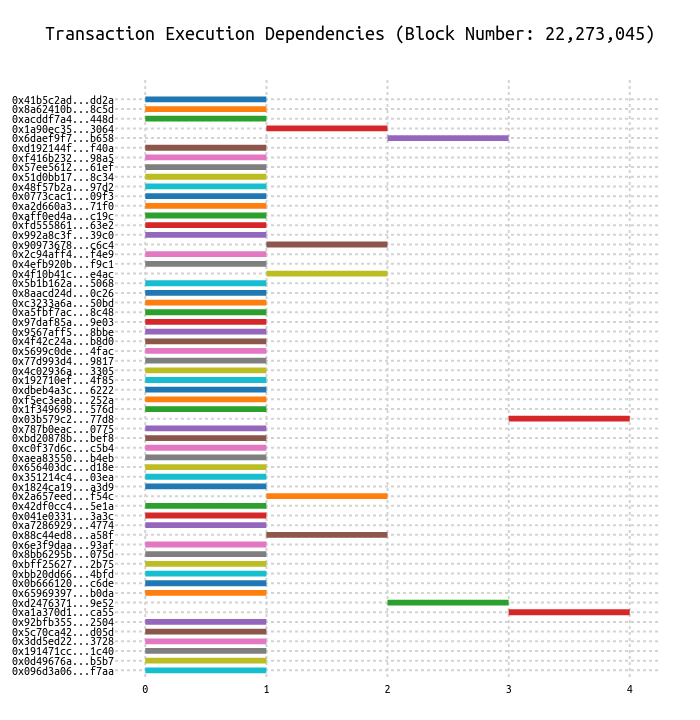 Transaction Execution Dependencies (Block Number: 22,273,045)
0x41b5c2ad...dd2a
0x8a62410b...8c5d
0xacddf7a4...448d
0x1a90ec35...3064
0x6daef9f7...b658
0xd192144f...f40a
0xf416b232...98a5
0x57ee5612...61ef
0x51d0bb17...8c34
0x48f57b2a...97d2
0x0773cac1...09f3
0xa2d660a3...71f0
0xaff0ed4a...c19c
0xfd555861...63e2
0x992a8c3f...39c0
0x90973678...c6c4
0x2c94aff4...f4e9
0x4efb920b...f9c1
0x4f10b41c...e4ac
0x5b1b162a...5068
0x8aacd24d...0c26
0xc3233a6a...50bd
0xa5fbf7ac...8c48
0x97daf85a...9e03
0x9567aff5...8bbe
0x4f42c24a...b8d0
0x5699c0de...4fac
0x77d993d4...9817
0x4c02936a...3305
0x192710ef...4f85
0xdbeb4a3c...6222
0xf5ec3eab...252a
0x1f349698...576d
0x03b579c2...77d8
0x787b0eac...0775
0xbd20878b...bef8
0xc0f37d6c...c5b4
0xaea83550...b4eb
0x656403dc...d18e
0x351214c4...03ea
0x1824ca19...a3d9
0x2a657eed...f54c
0x42df0cc4...5e1a
0x041e0331...3a3c
0xa7286929...4774
0x88c44ed8...a58f
0x6e3f9daa...93af
0x8bb6295b...075d
0xbff25627...2b75
0xbb20dd66...4bfd
0x0b666120...c6de
0x65969397...b0da
0xd2476371...9e52
0xa1a370d1...ca55
0x92bfb355...2504
0x5c70ca42...d05d
0x3dd5ed22...3728
0x191471cc...1c40
0x0d49676a...b5b7
0x096d3a06...f7aa
0 1 2 3 4